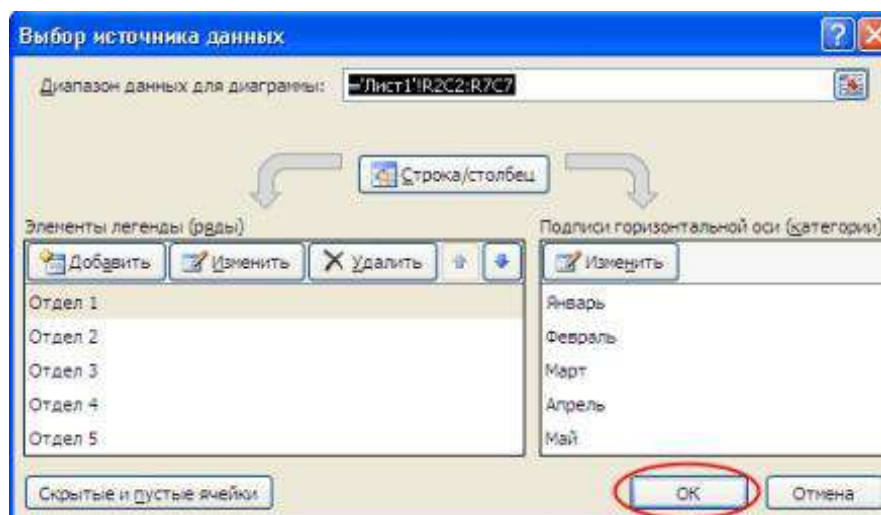 Выбор источника данных
Диапазон данных для диаграммы: ='Лист1'!R2C2:R7C7
Строка/столбец
Элементы легенды (ряды)
Добавить Изменить Удалить
Отдел 1
Отдел 2
Отдел 3
Отдел 4
Отдел 5
Подписи горизонтальной оси (категории)
Изменить
Январь
Февраль
Март
Апрель
Май
Скрытые и пустые ячейки
ОК Отмена